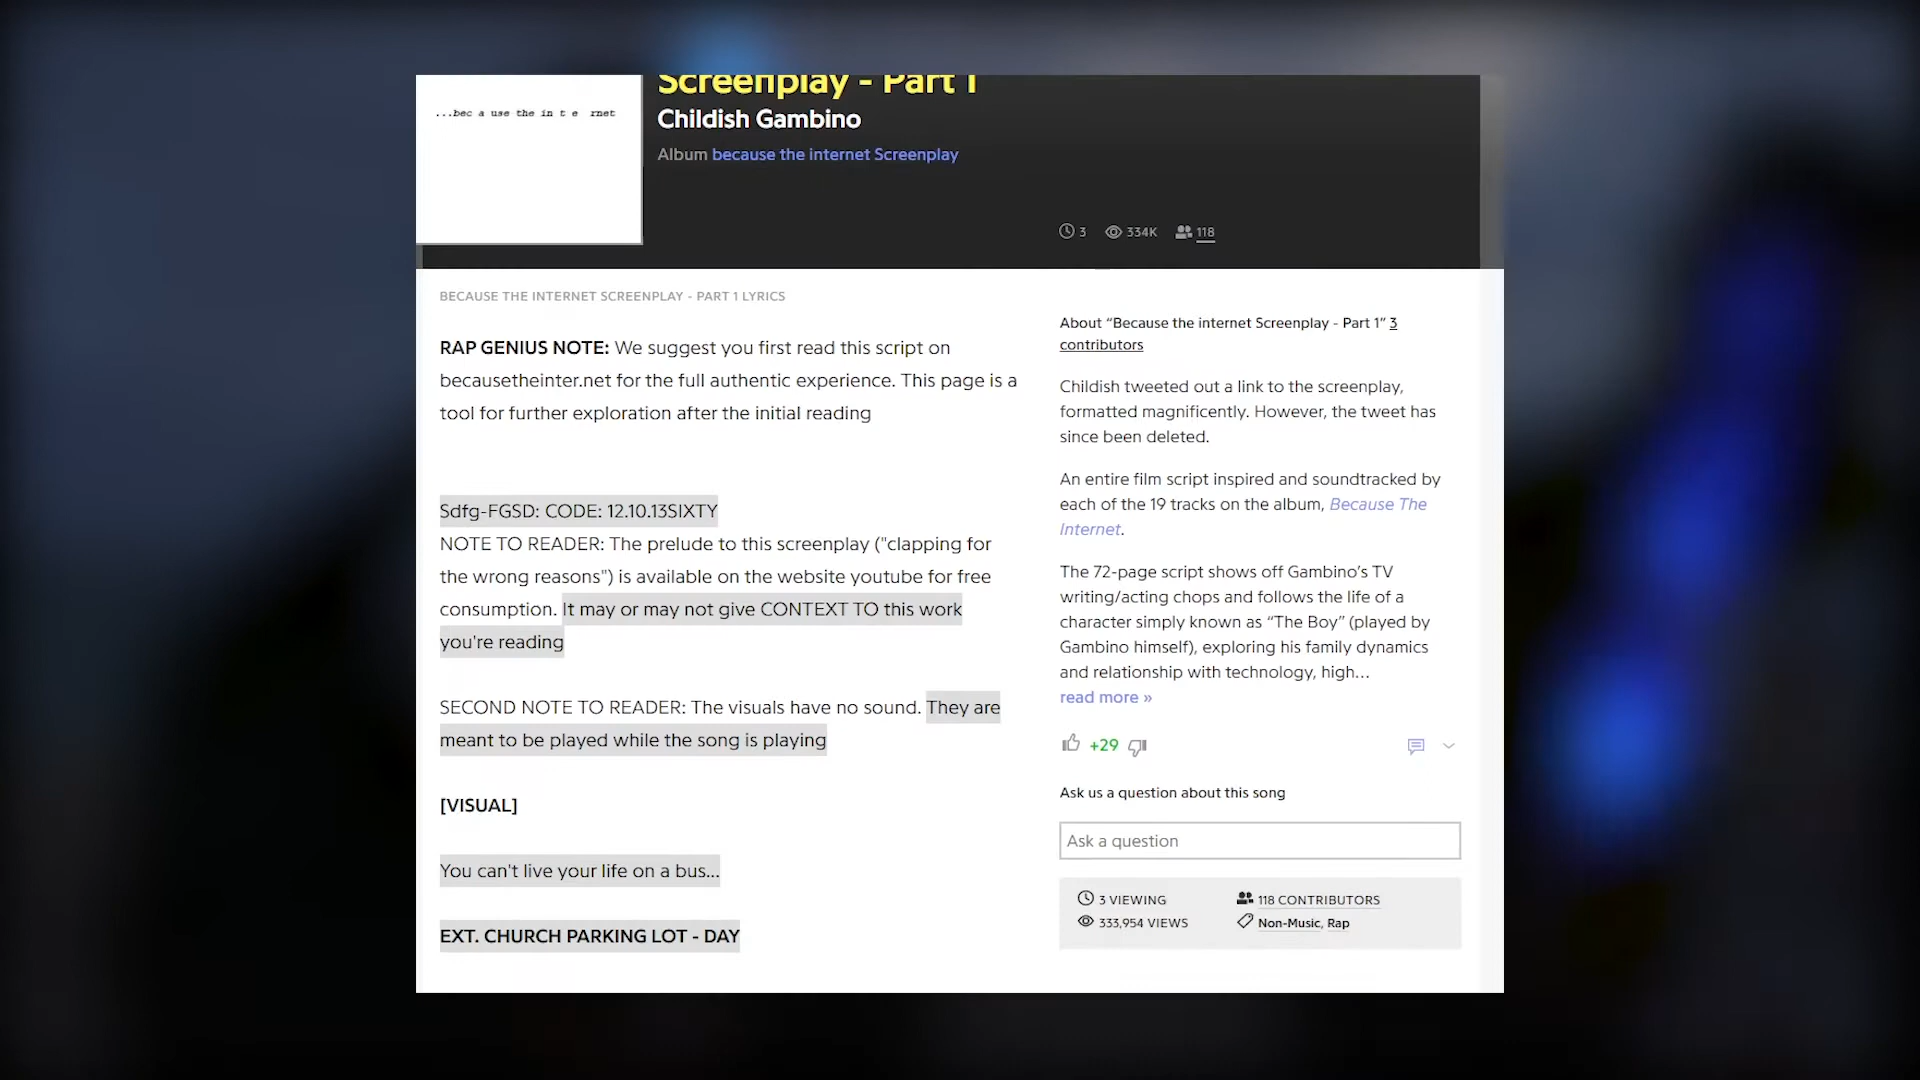 Screenplay - Part 1
...bec a use the in t e rnet
Childish Gambino
Album because the internet Screenplay
3 334K 118
BECAUSE THE INTERNET SCREENPLAY - PART 1 LYRICS
RAP GENIUS NOTE: We suggest you first read this script on
becausetheinter.net for the full authentic experience. This page is a
tool for further exploration after the initial reading
Sdfg-FGSD: CODE: 12.10.13SIXTY
NOTE TO READER: The prelude to this screenplay ("clapping for
the wrong reasons") is available on the website youtube for free
consumption. It may or may not give CONTEXT TO this work
you're reading
SECOND NOTE TO READER: The visuals have no sound. They are
meant to be played while the song is playing
[VISUAL]
You can't live your life on a bus...
EXT. CHURCH PARKING LOT - DAY
About “Because the internet Screenplay - Part 1” 3
contributors
Childish tweeted out a link to the screenplay,
formatted magnificently. However, the tweet has
since been deleted.
An entire film script inspired and soundtracked by
each of the 19 tracks on the album, Because The
Internet.
The 72-page script shows off Gambino’s TV
writing/acting chops and follows the life of a
character simply known as “The Boy” (played by
Gambino himself), exploring his family dynamics
and relationship with technology, high…
read more »
+29
Ask us a question about this song
Ask a question
3 VIEWING 118 CONTRIBUTORS
333,954 VIEWS Non-Music, Rap